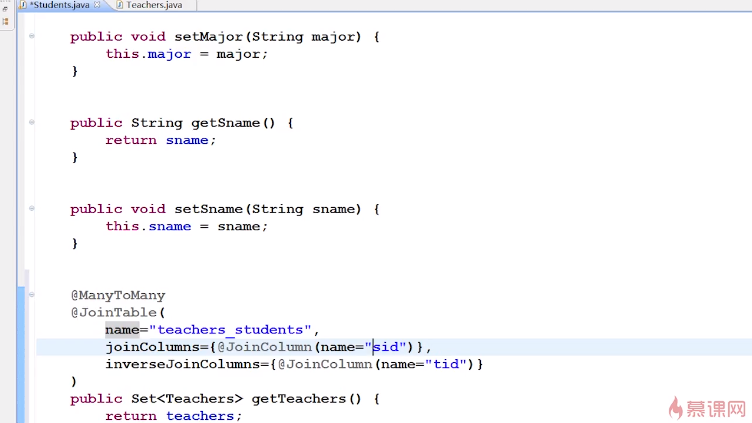 *Students.java
Teachers.java
public void setMajor(String major) {
this.major = major;
}
public String getSname() {
return sname;
}
public void setSname(String sname) {
this.sname = sname;
}
@ManyToMany
@JoinTable(
name="teachers_students",
joinColumns={@JoinColumn(name="sid")},
inverseJoinColumns={@JoinColumn(name="tid")}
)
public Set<Teachers> getTeachers() {
return teachers;
慕课网